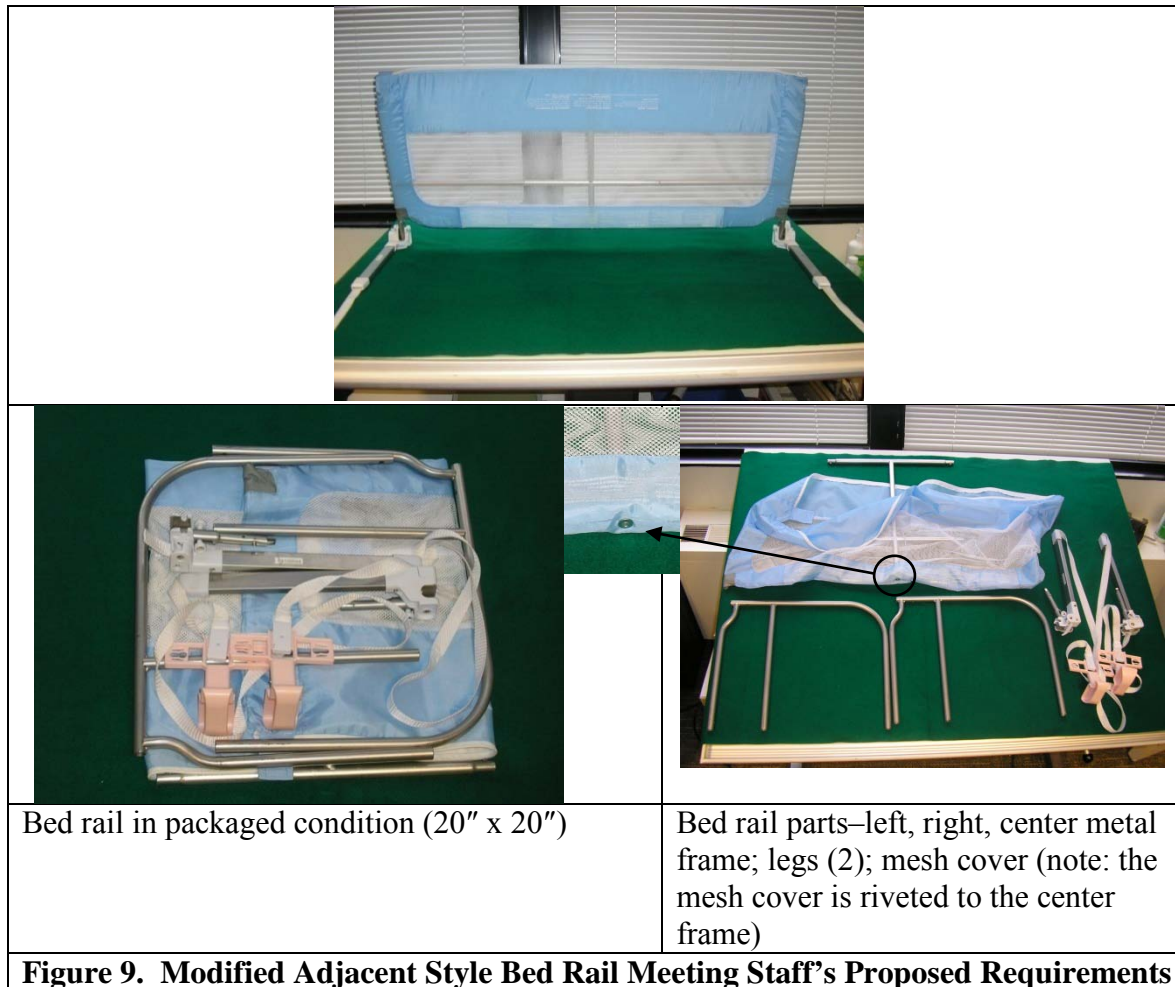 Bed rail in packaged condition (20″ x 20″)
Bed rail parts–left, right, center metal
frame; legs (2); mesh cover (note: the
mesh cover is riveted to the center
frame)
Figure 9.  Modified Adjacent Style Bed Rail Meeting Staff’s Proposed Requirements